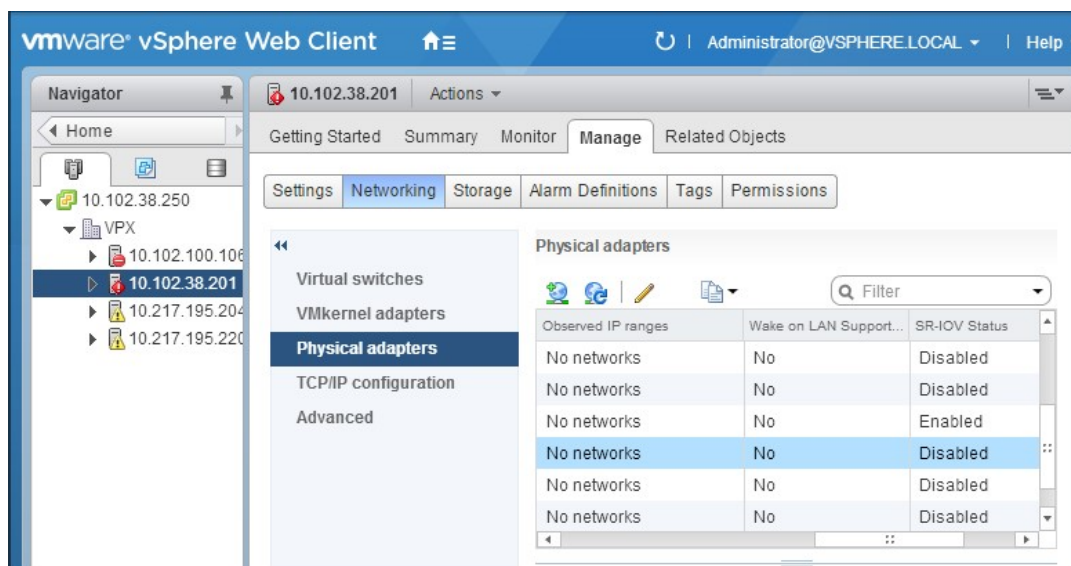 vmware® vSphere Web Client Administrator@VSPHERE.LOCAL Help
Navigator
Home
10.102.38.250
VPX
10.102.100.106
10.102.38.201
10.217.195.204
10.217.195.220
10.102.38.201 Actions
Getting Started Summary Monitor Manage Related Objects
Settings Networking Storage Alarm Definitions Tags Permissions
Virtual switches
VMkernel adapters
Physical adapters
TCP/IP configuration
Advanced
Physical adapters
Filter
Observed IP ranges Wake on LAN Support... SR-IOV Status
No networks No Disabled
No networks No Disabled
No networks No Enabled
No networks No Disabled
No networks No Disabled
No networks No Disabled